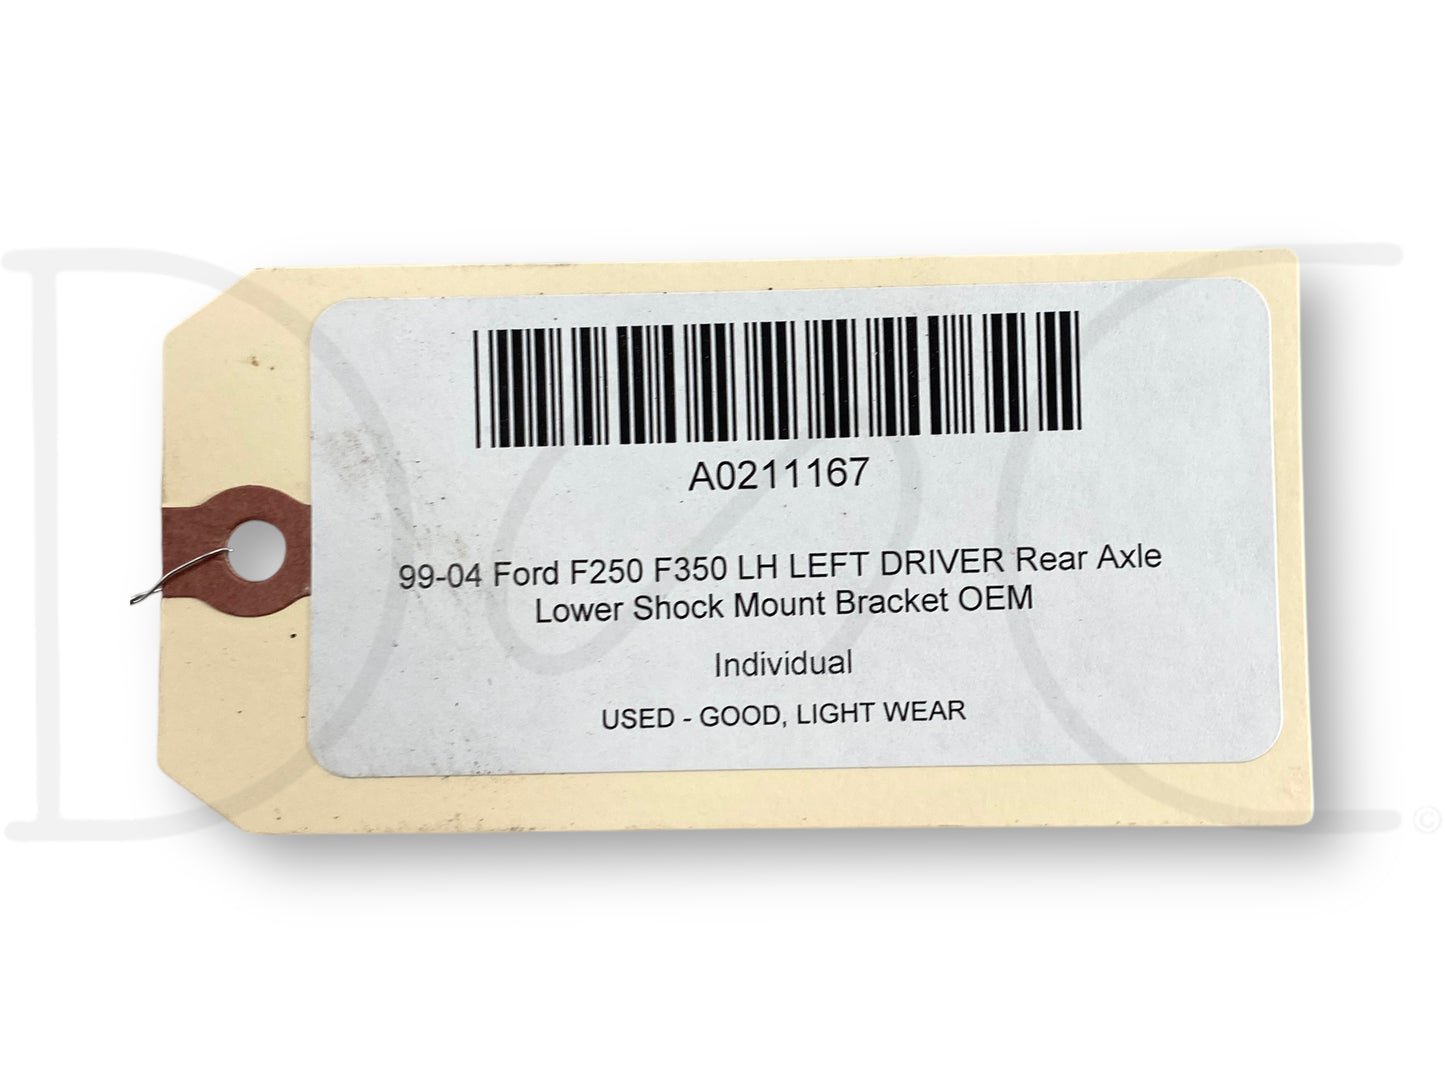 A0211167
99-04 Ford F250 F350 LH LEFT DRIVER Rear Axle
Lower Shock Mount Bracket OEM
Individual
USED - GOOD, LIGHT WEAR
©